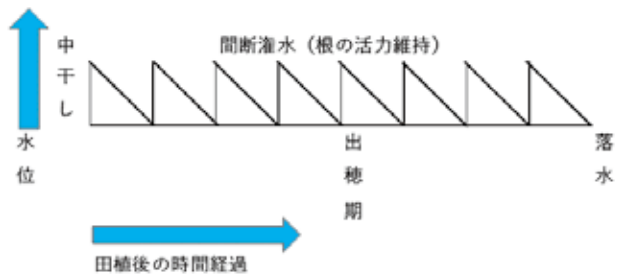 中干し
間断潅水（根の活力維持）
水位
出穂期
落水
田植後の時間経過